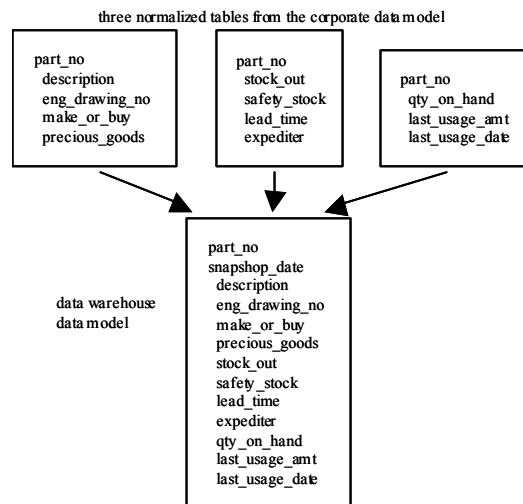 three normalized tables from the corporate data model
part_no
description
eng_drawing_no
make_or_buy
precious_goods
part_no
stock_out
safety_stock
lead_time
expediter
part_no
qty_on_hand
last_usage_amt
last_usage_date
data warehouse
data model
part_no
snapshop_date
description
eng_drawing_no
make_or_buy
precious_goods
stock_out
safety_stock
lead_time
expediter
qty_on_hand
last_usage_amt
last_usage_date